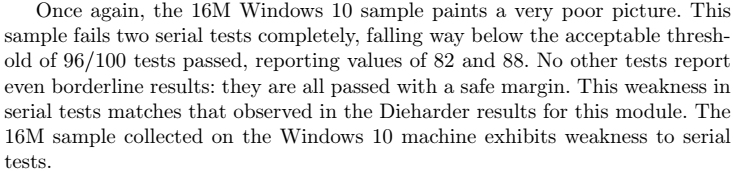 Once again, the 16M Windows 10 sample paints a very poor picture. This
sample fails two serial tests completely, falling way below the acceptable thresh-
old of 96/100 tests passed, reporting values of 82 and 88. No other tests report
even borderline results: they are all passed with a safe margin. This weakness in
serial tests matches that observed in the Dieharder results for this module. The
16M sample collected on the Windows 10 machine exhibits weakness to serial
tests.